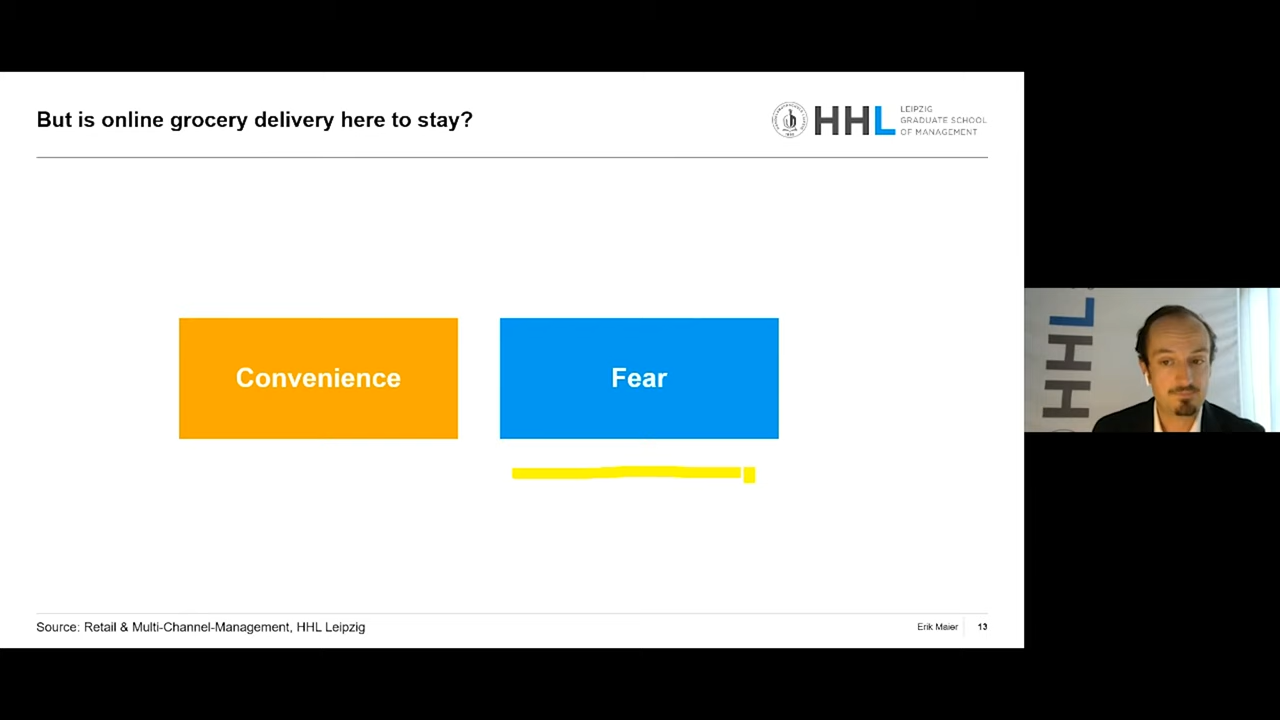 But is online grocery delivery here to stay?
HHL
LEIPZIG
GRADUATE SCHOOL
OF MANAGEMENT
Convenience
Fear
HHL
Source: Retail & Multi-Channel-Management, HHL Leipzig
Erik Maier
13